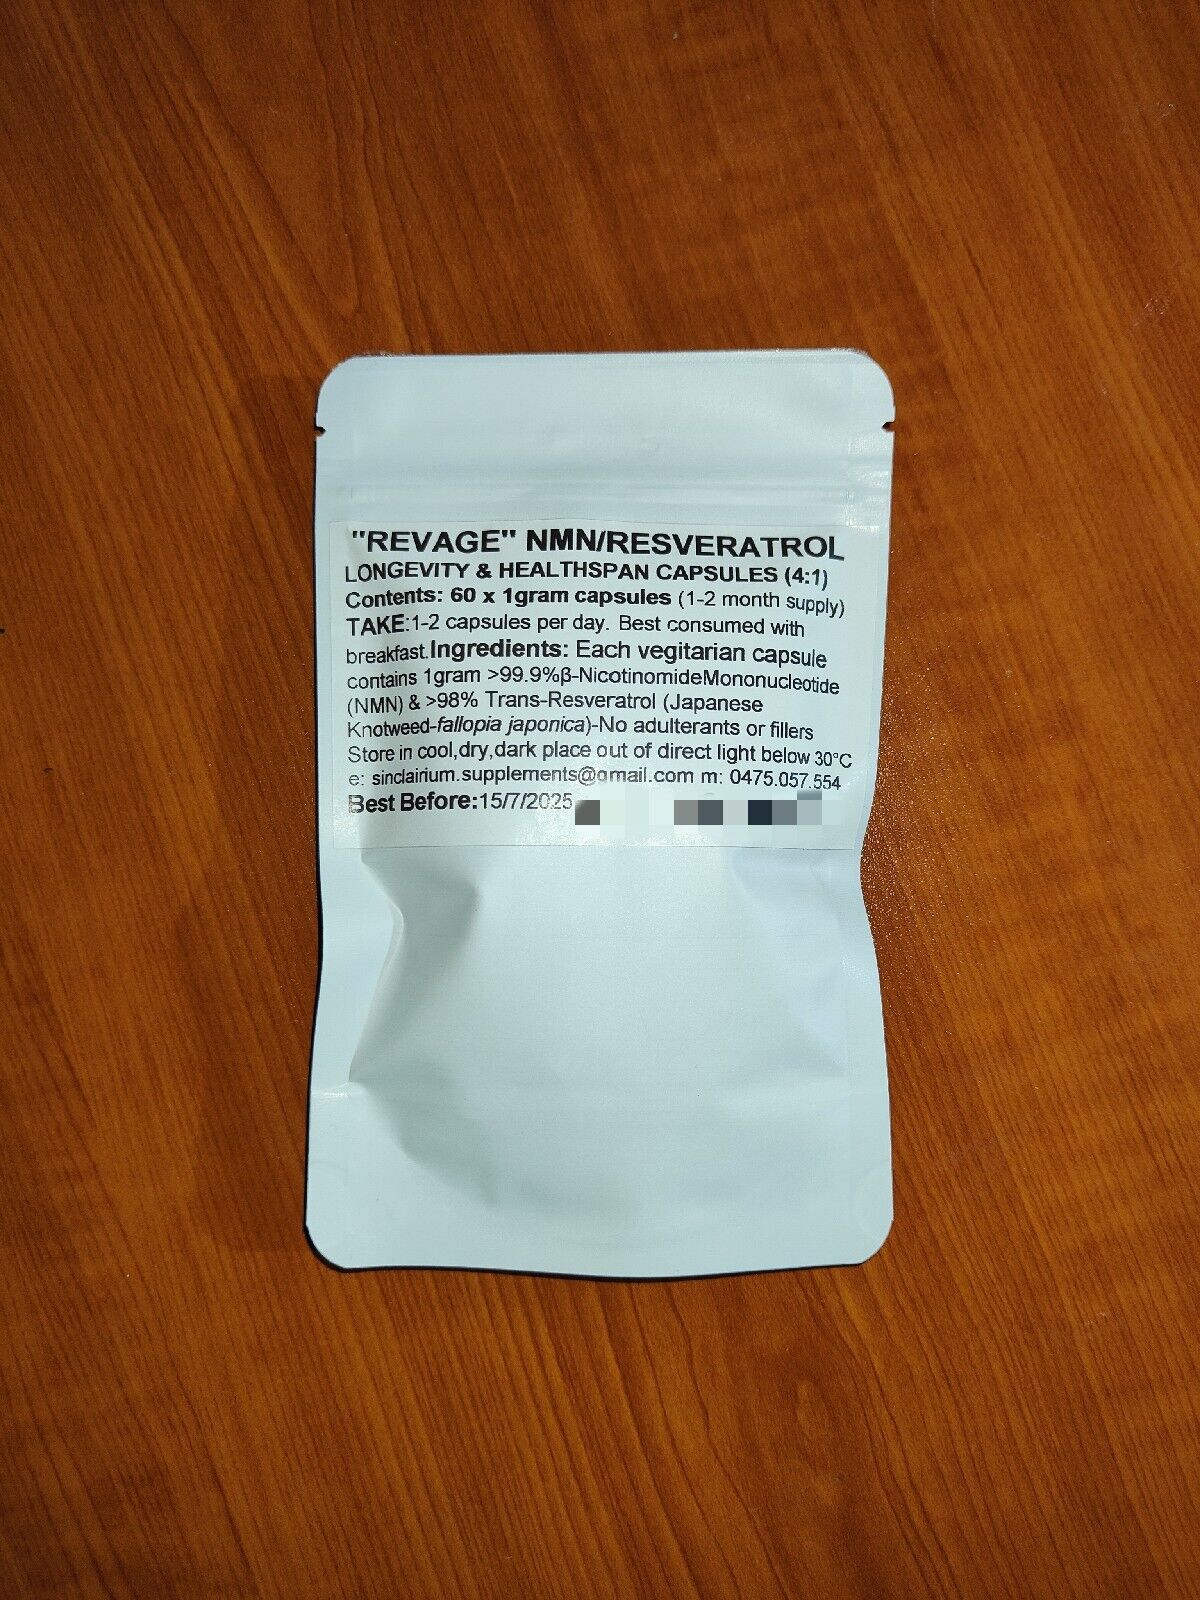 "REVAGE" NMN/RESVERATROL
LONGEVITY & HEALTHSPAN CAPSULES (4:1)
Contents: 60 x 1gram capsules (1-2 month supply)
TAKE:1-2 capsules per day. Best consumed with
breakfast.Ingredients: Each vegitarian capsule
contains 1gram >99.9%β-NicotinomideMononucleotide
(NMN) & >98% Trans-Resveratrol (Japanese
Knotweed-fallopia japonica)-No adulterants or fillers
Store in cool,dry,dark place out of direct light below 30°C
e: sinclairium.supplements@gmail.com m: 0475.057.554
Best Before:15/7/2025